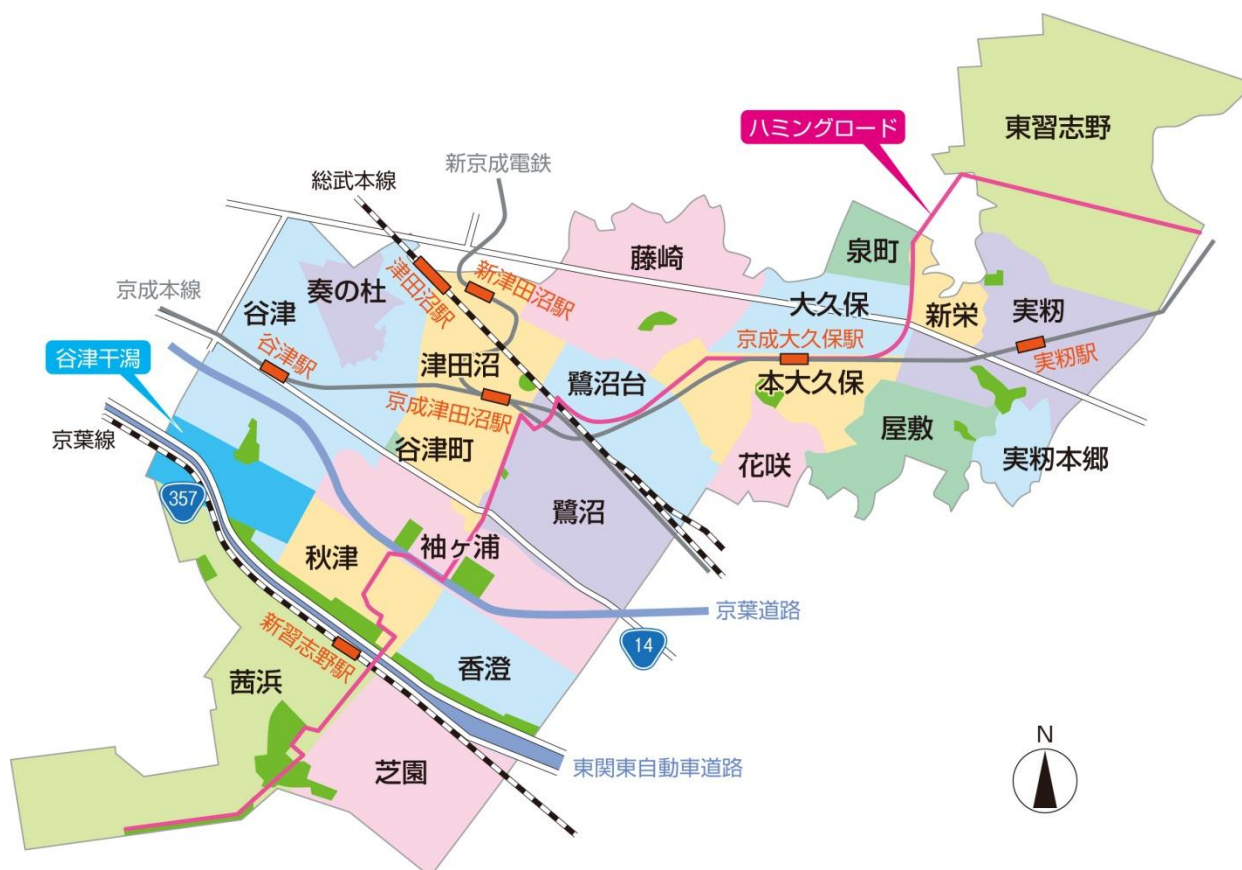 東習志野
ハミングロード
新京成電鉄
総武本線
藤崎
泉町
津田沼駅
新津田沼駅
奏の杜
大久保
京成本線
谷津
新栄
実籾
京成大久保駅
谷津駅
谷津干潟
津田沼
鷺沼台
実籾駅
本大久保
京成津田沼駅
屋敷
京葉線
谷津町
花咲
実籾本郷
357
鷺沼
袖ヶ浦
秋津
京葉道路
14
新習志野駅
香澄
茜浜
N
芝園
東関東自動車道路